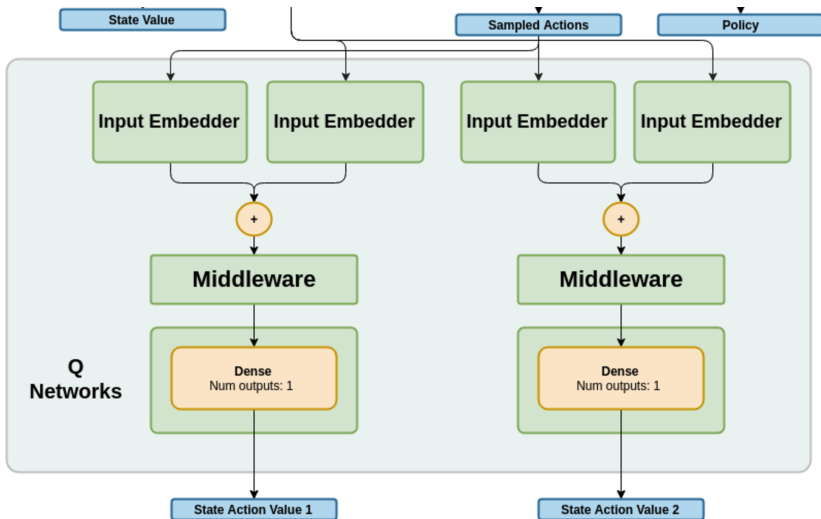 State Value
Sampled Actions
Policy
Input Embedder
Input Embedder
Input Embedder
Input Embedder
+
+
Middleware
Middleware
Q
Networks
Dense
Num outputs: 1
Dense
Num outputs: 1
State Action Value 1
State Action Value 2